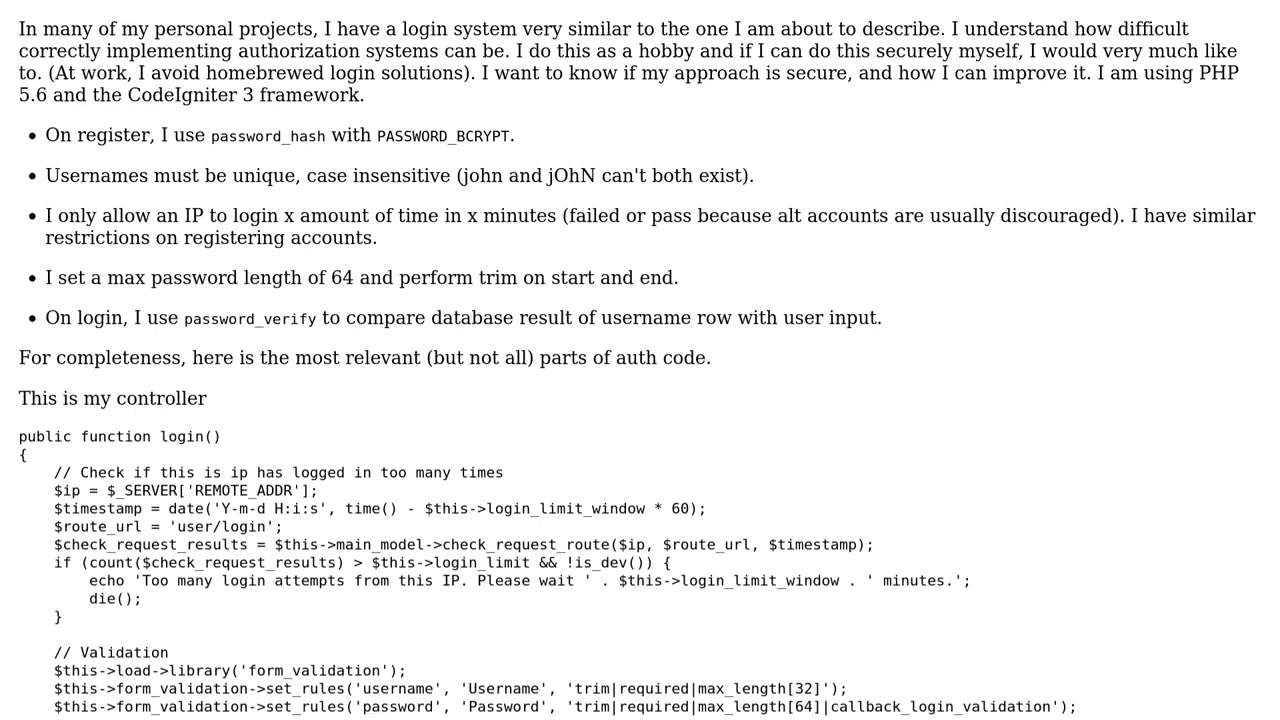 In many of my personal projects, I have a login system very similar to the one I am about to describe. I understand how difficult
correctly implementing authorization systems can be. I do this as a hobby and if I can do this securely myself, I would very much like
to. (At work, I avoid homebrewed login solutions). I want to know if my approach is secure, and how I can improve it. I am using PHP
5.6 and the CodeIgniter 3 framework.
• On register, I use password_hash with PASSWORD_BCRYPT.
• Usernames must be unique, case insensitive (john and jOhN can't both exist).
• I only allow an IP to login x amount of time in x minutes (failed or pass because alt accounts are usually discouraged). I have similar
restrictions on registering accounts.
• I set a max password length of 64 and perform trim on start and end.
• On login, I use password_verify to compare database result of username row with user input.
For completeness, here is the most relevant (but not all) parts of auth code.
This is my controller
public function login()
{
    // Check if this is ip has logged in too many times
    $ip = $_SERVER['REMOTE_ADDR'];
    $timestamp = date('Y-m-d H:i:s', time() - $this->login_limit_window * 60);
    $route_url = 'user/login';
    $check_request_results = $this->main_model->check_request_route($ip, $route_url, $timestamp);
    if (count($check_request_results) > $this->login_limit && !is_dev()) {
        echo 'Too many login attempts from this IP. Please wait ' . $this->login_limit_window . ' minutes.';
        die();
    }
    // Validation
    $this->load->library('form_validation');
    $this->form_validation->set_rules('username', 'Username', 'trim|required|max_length[32]');
    $this->form_validation->set_rules('password', 'Password', 'trim|required|max_length[64]|callback_login_validation');